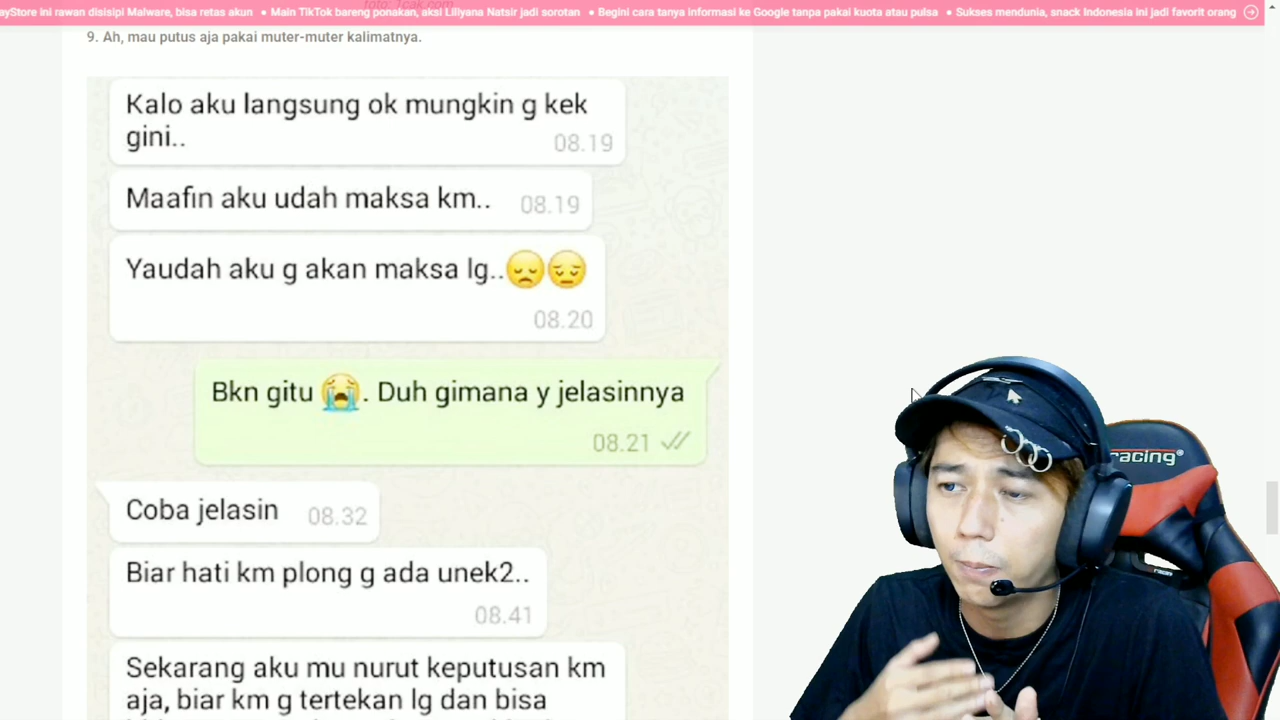 ayStore ini rawan disisipi Malware, bisa retas akun ● Main TikTok bareng ponakan, aksi Liliyana Natsir jadi sorotan ● Begini cara tanya informasi ke Google tanpa pakai kuota atau pulsa ● Sukses mendunia, snack Indonesia ini jadi favorit orang
foto: 1cak.com
9. Ah, mau putus aja pakai muter-muter kalimatnya.
Kalo aku langsung ok mungkin g kek
gini..
08.19
Maafin aku udah maksa km.. 08.19
Yaudah aku g akan maksa lg..😞😔
08.20
Bkn gitu 😭. Duh gimana y jelasinnya
08.21
Coba jelasin 08.32
Biar hati km plong g ada unek2..
08.41
Sekarang aku mu nurut keputusan km
aja, biar km g tertekan lg dan bisa
racing®